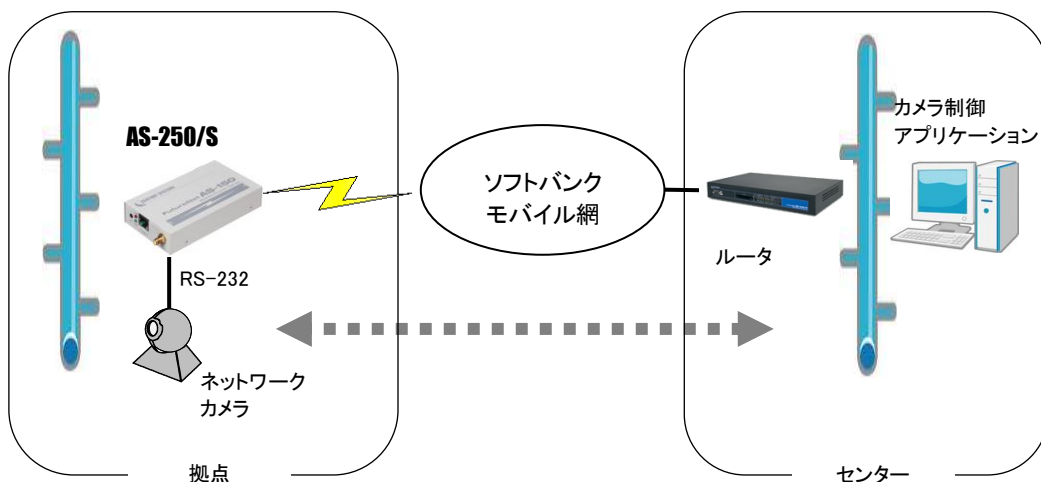 AS-250/S
AS-150
RS-232
ネットワーク
カメラ
拠点
ソフトバンク
モバイル網
ルータ
カメラ制御
アプリケーション
センター